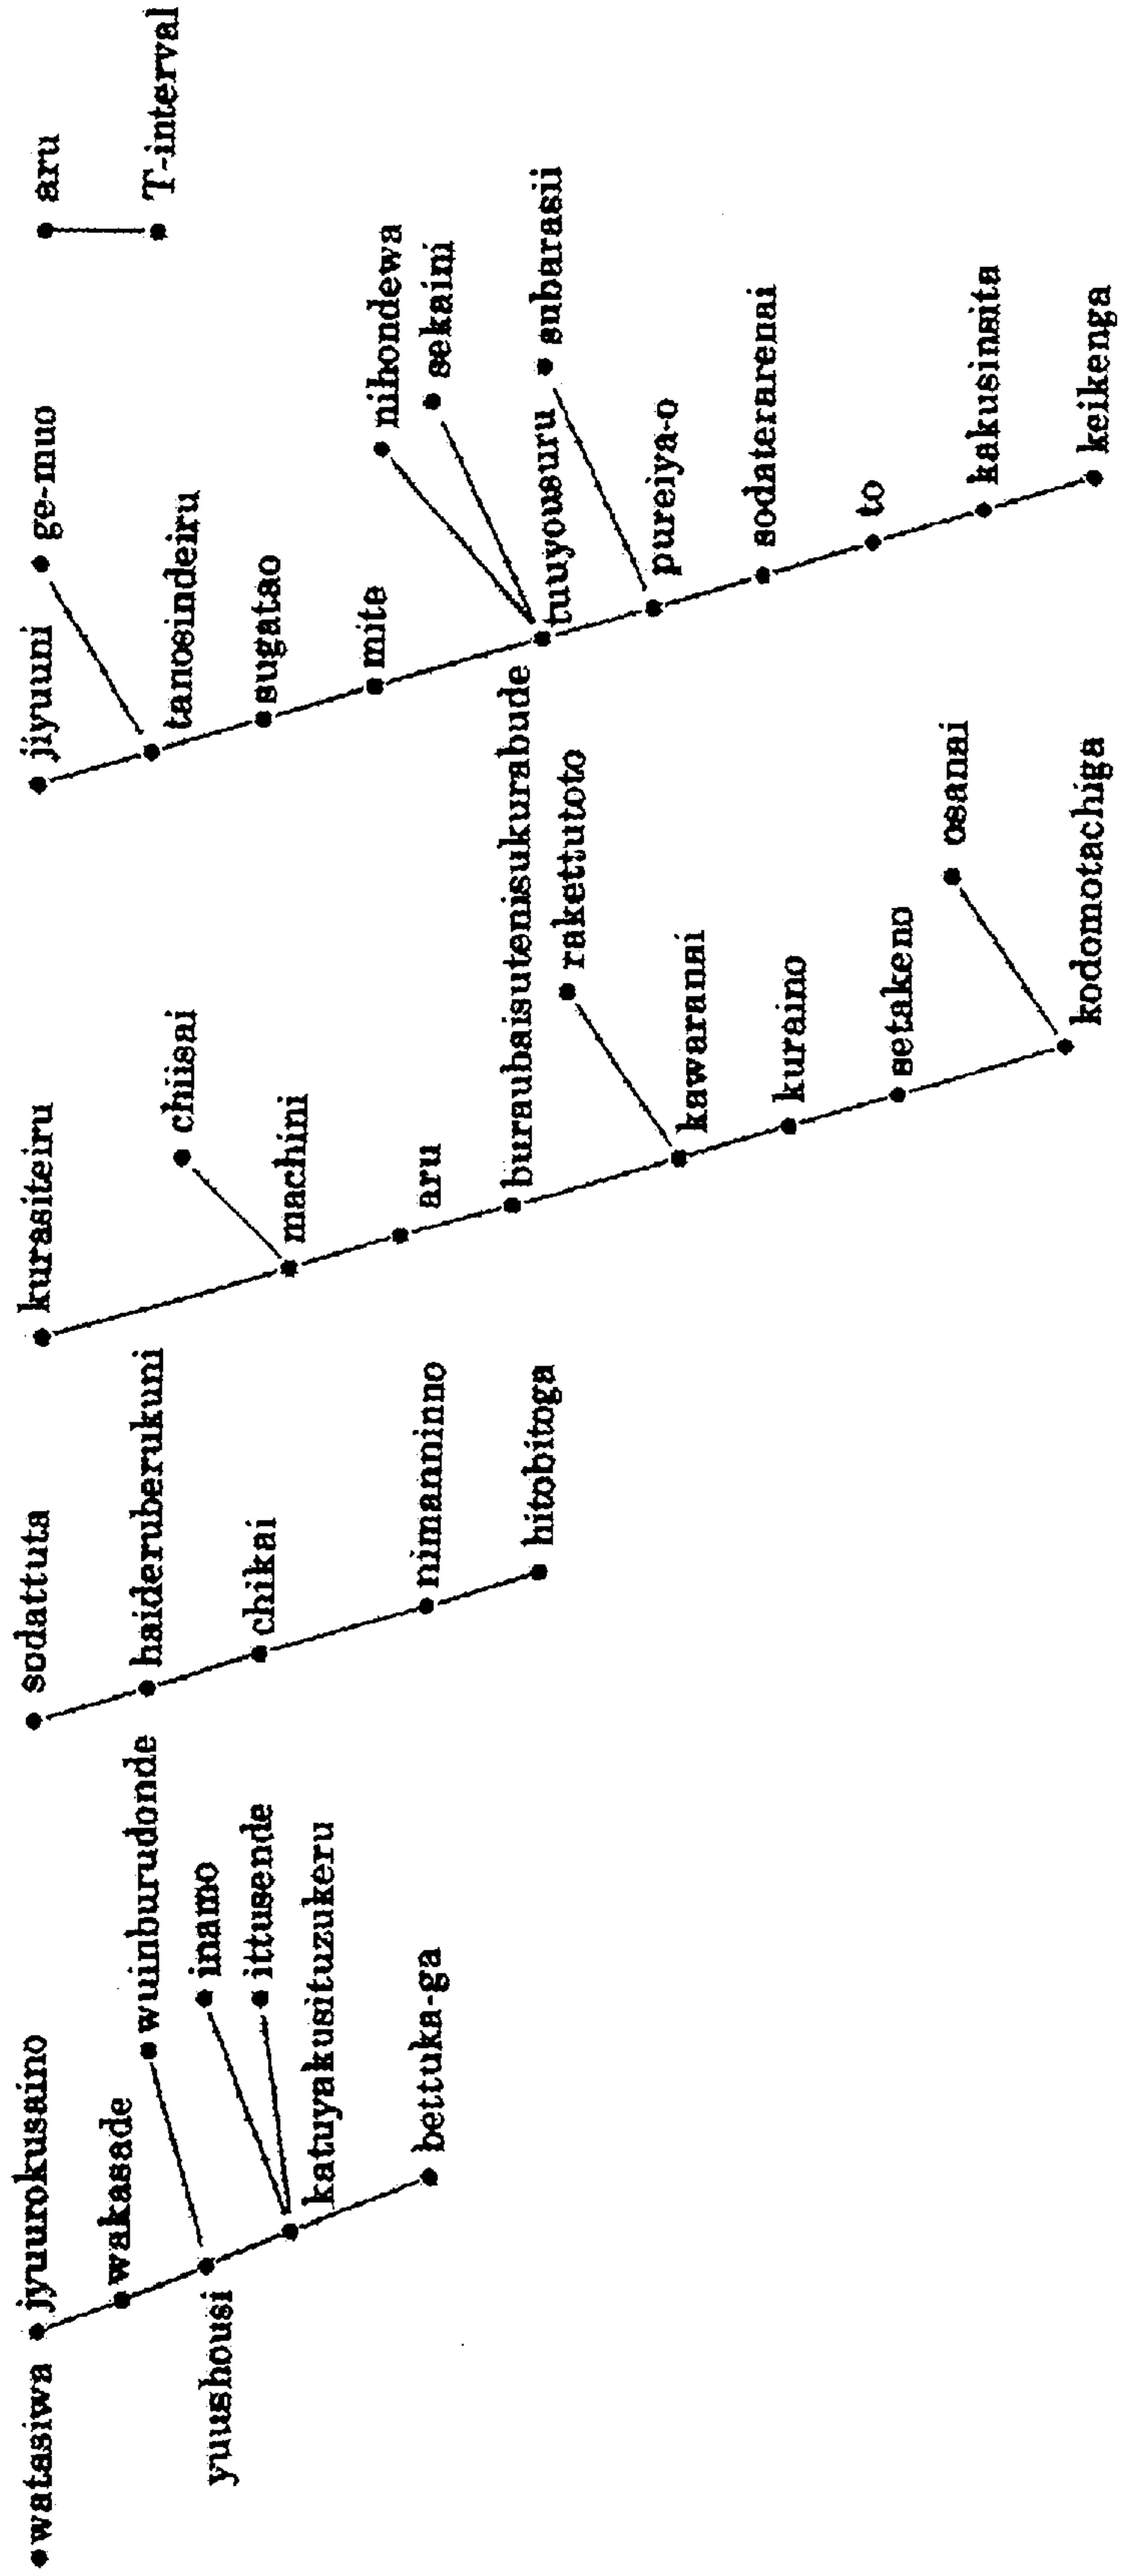 watasiwa
jyuurokusaino
wakasade
wuinburudonde
yuushousi
inamo
ittusende
katuyakusituzukeru
bettuka-ga
sodattuta
haideruberukuni
chikai
nimanninno
hitobitoga
kurasiteiru
chiisai
machini
aru
buraubaisutenisukurabude
rakettutoto
kawaranai
kuraino
setakeno
osanai
kodomotachiga
jiyuuni
ge-muo
tanosindeiru
sugatao
mite
nihondewa
sekaini
tuuyousuru
subarasii
pureiya-o
sodaterarenai
to
kakusinsita
keikenga
aru
T-interval